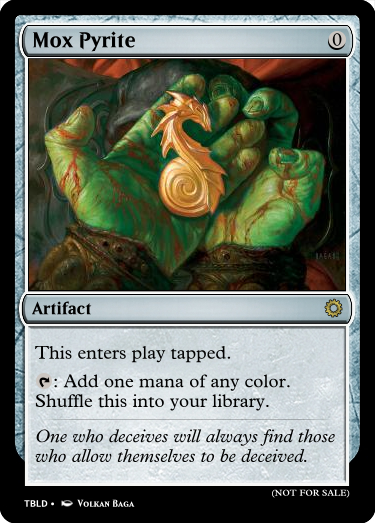 Mox Pyrite 0
Artifact
This enters play tapped.
: Add one mana of any color.
Shuffle this into your library.
One who deceives will always find those
who allow themselves to be deceived.
(NOT FOR SALE)
TBLD • VOLKAN BAGA